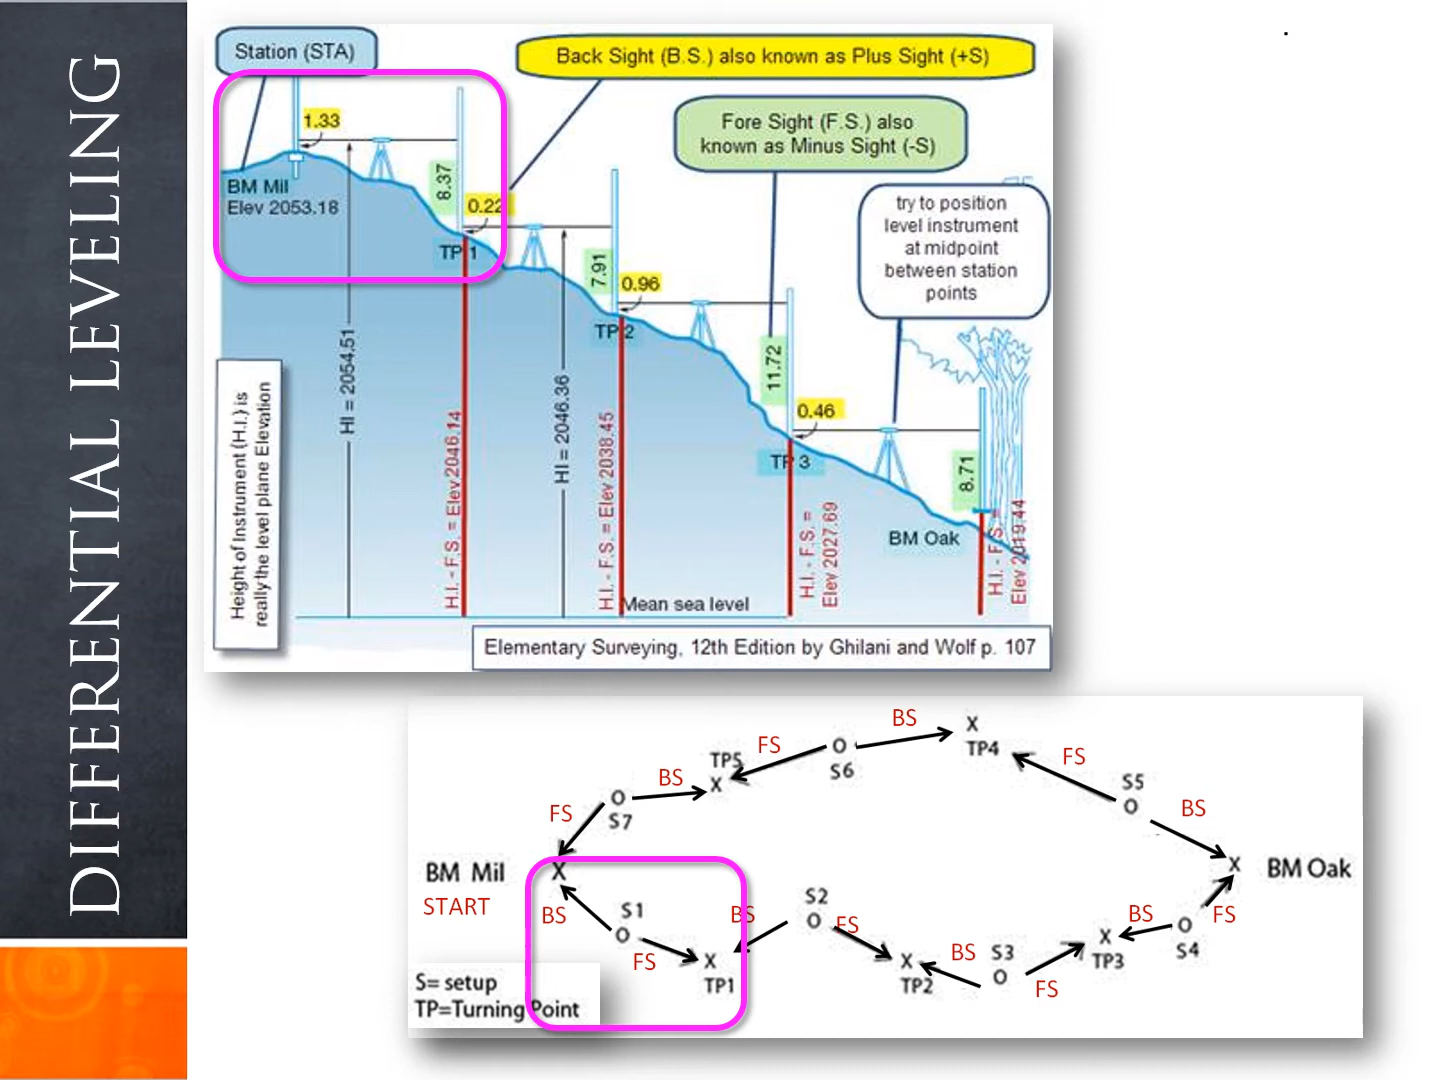 DIFFERENTIAL LEVELING
Station (STA)
Back Sight (B.S.) also known as Plus Sight (+S)
Fore Sight (F.S.) also
known as Minus Sight (-S)
try to position
level instrument
at midpoint
between station
points
1.33
BM Mil
Elev 2053.18
8.37
0.22
TP 1
7.91
0.96
TP 2
11.72
0.46
TP 3
8.71
BM Oak
HI = 2054.51
HI = 2046.36
H.I. - F.S. = Elev 2046.14
H.I. - F.S. = Elev 2038.45
H.I. - F.S. =
Elev 2027.69
H.I. - F.S. =
Elev 2019.44
Height of Instrument (H.I.) is
really the level plane Elevation
Mean sea level
Elementary Surveying, 12th Edition by Ghilani and Wolf p. 107
BS
X
TP4
FS
O
S6
TP5
X
BS
FS
S5
O
BS
O
S7
FS
BM Mil
X
START
X
BM Oak
BS
S1
O
FS
X
TP1
BS
S2
O
FS
X
TP2
BS
S3
O
FS
X
TP3
BS
O
S4
FS
S= setup
TP=Turning Point